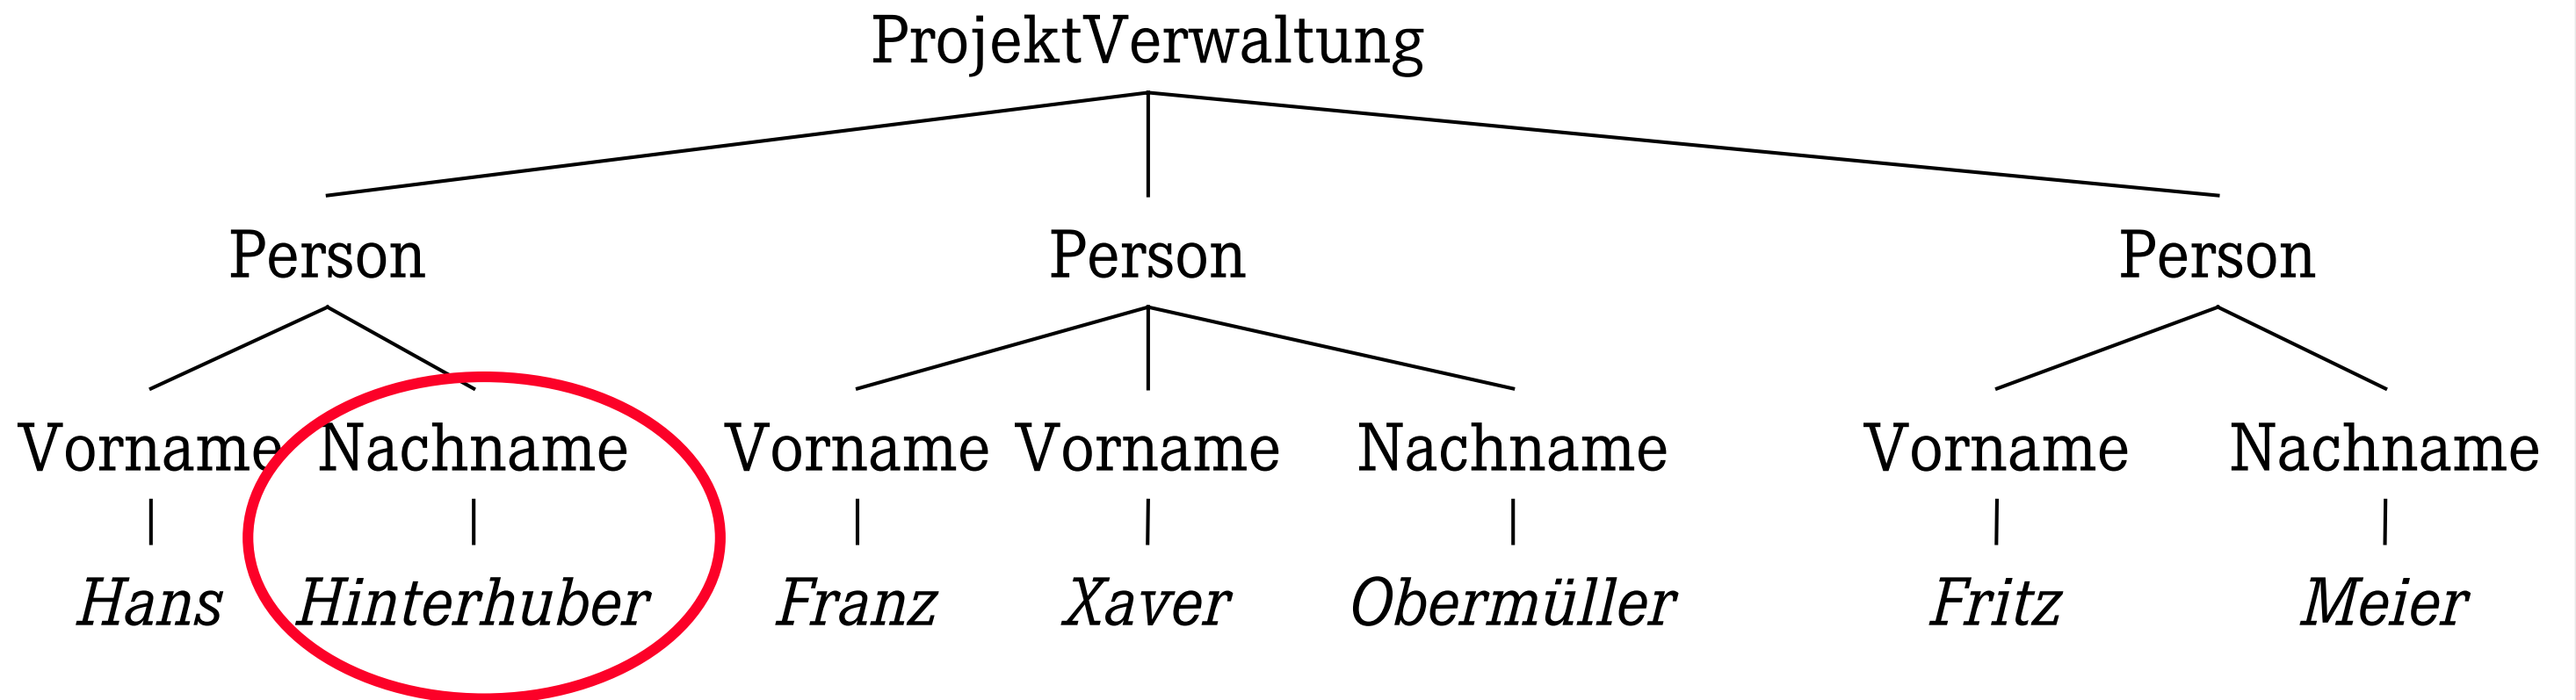 ProjektVerwaltung
Person Person Person
Vorname Nachname Vorname Vorname Nachname Vorname Nachname
Hans Hinterhuber Franz Xaver Obermüller Fritz Meier